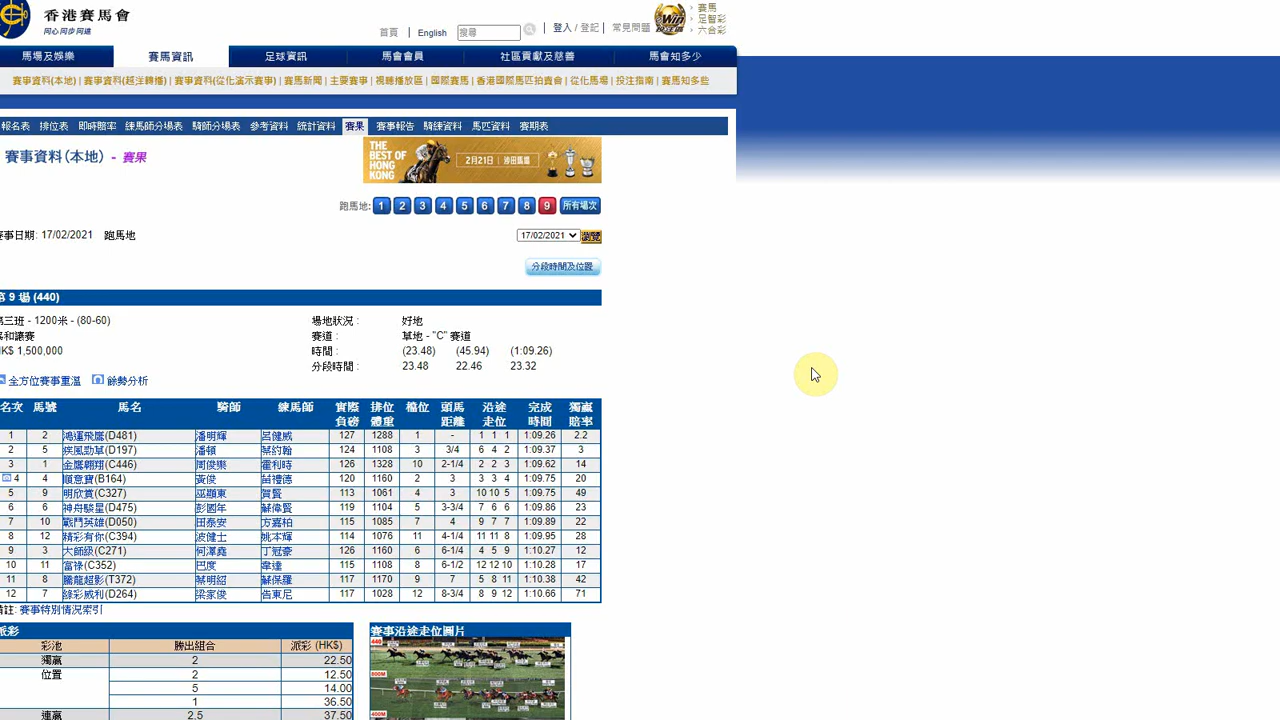 香港賽馬會
同心同步同進
首頁 English 搜尋 登入 / 登記 常見問題
賽馬
足智彩
六合彩
馬場及娛樂 賽馬資訊 足球資訊 馬會會員 社區貢獻及慈善 馬會知多少
賽事資料(本地) | 賽事資料(越洋轉播) | 賽事資料(從化演示賽事) | 賽馬新聞 | 主要賽事 | 視聽播放區 | 國際賽馬 | 香港國際馬匹拍賣會 | 從化馬場 | 投注指南 | 賽馬知多些
報名表 排位表 即時賠率 練馬師分場表 騎師分場表 參考資料 統計資料 賽果 賽事報告 騎練資料 馬匹資料 賽期表
賽事資料(本地) - 賽果
THE BEST OF HONG KONG 2月21日 | 沙田馬場
跑馬地: 1 2 3 4 5 6 7 8 9 所有場次
賽事日期: 17/02/2021 跑馬地 17/02/2021 瀏覽
分段時間及位置
第 9 場 (440)
第三班 - 1200米 - (80-60) 場地狀況 : 好地
和讓賽 賽道 : 草地 - "C" 賽道
HK$ 1,500,000 時間 : (23.48) (45.94) (1:09.26)
分段時間 : 23.48 22.46 23.32
全方位賽事重溫 餘勢分析
名次 馬號 馬名 騎師 練馬師 實際負磅 排位體重 檔位 頭馬距離 沿途走位 完成時間 獨贏賠率
1 2 鴻運飛鷹(D481) 潘明輝 呂健威 127 1288 1 - 1 1 1 1:09.26 2.2
2 5 疾風勁草(D197) 潘頓 蔡約翰 124 1108 3 3/4 6 4 2 1:09.37 3
3 1 金鷹翱翔(C446) 周俊樂 霍利時 126 1328 10 2-1/4 2 2 3 1:09.62 14
4 4 順意寶(B164) 黃俊 苗禮德 120 1160 2 3 3 3 4 1:09.75 20
5 9 明欣賞(C327) 巫顯東 賀賢 113 1061 4 3 10 10 5 1:09.75 49
6 6 神舟駿星(D475) 彭國年 蘇偉賢 119 1104 5 3-3/4 7 6 6 1:09.86 23
7 10 戰鬥英雄(D050) 田泰安 方嘉柏 115 1085 7 4 9 7 7 1:09.89 22
8 12 精彩有你(C394) 波健士 姚本輝 114 1076 11 4-1/4 11 11 8 1:09.95 28
9 3 大師級(C271) 何澤堯 丁冠豪 126 1160 6 6-1/4 4 5 9 1:10.27 12
10 11 富祿(C352) 巴度 韋達 115 1108 8 6-1/2 12 12 10 1:10.28 17
11 8 騰龍超影(T372) 蔡明紹 蘇保羅 117 1170 9 7 5 8 11 1:10.38 42
12 7 綠彩威利(D264) 梁家俊 告東尼 117 1028 12 8-3/4 8 9 12 1:10.66 71
備註: 賽事特別情況索引
派彩 賽事沿途走位圖片
彩池 勝出組合 派彩 (HK$)
獨贏 2 22.50
位置 2 12.50
5 14.00
1 36.50
連贏 2,5 37.50
440
800M
400M